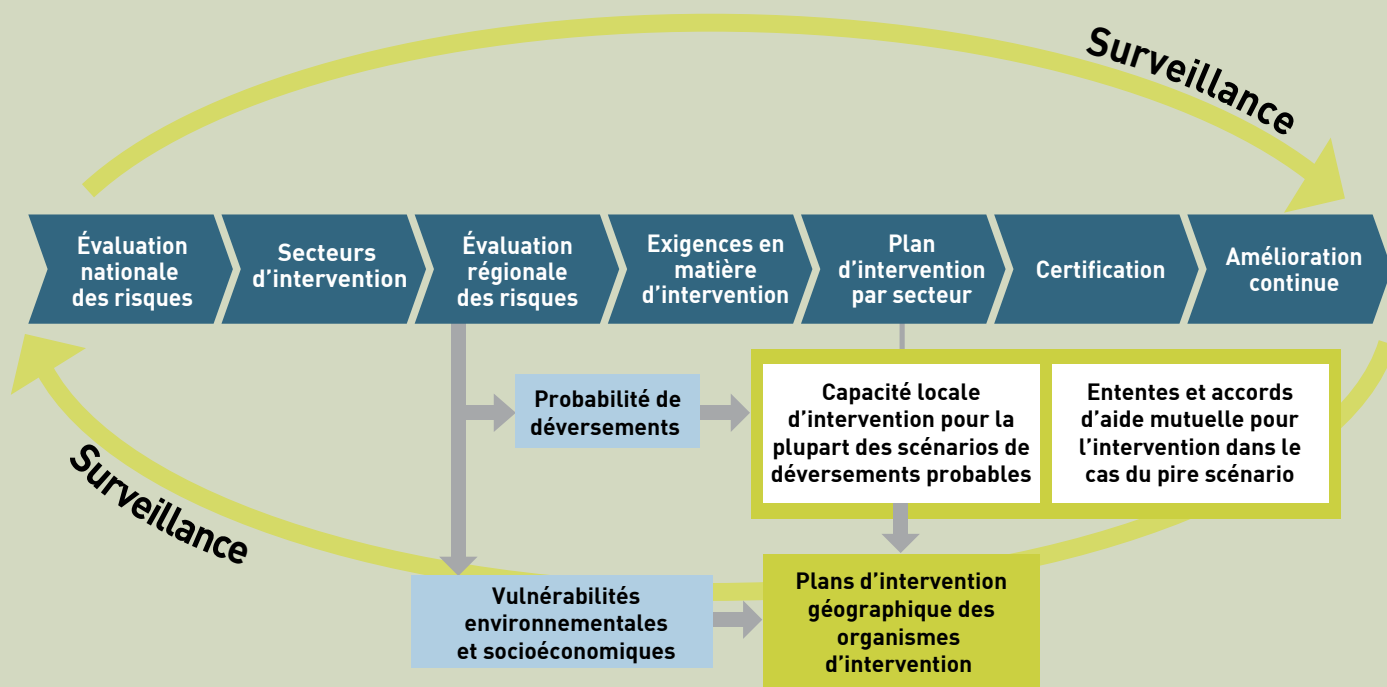 Surveillance
Évaluation
nationale
des risques
Secteurs
d'intervention
Évaluation
régionale
des risques
Exigences en
matière
d'intervention
Plan
d'intervention
par secteur
Certification
Amélioration
continue
Probabilité de
déversements
Capacité locale
d'intervention pour la
plupart des scénarios de
déversements probables
Ententes et accords
d'aide mutuelle pour
l'intervention dans le
cas du pire scénario
Surveillance
Vulnérabilités
environnementales
et socioéconomiques
Plans d'intervention
géographique des
organismes
d'intervention